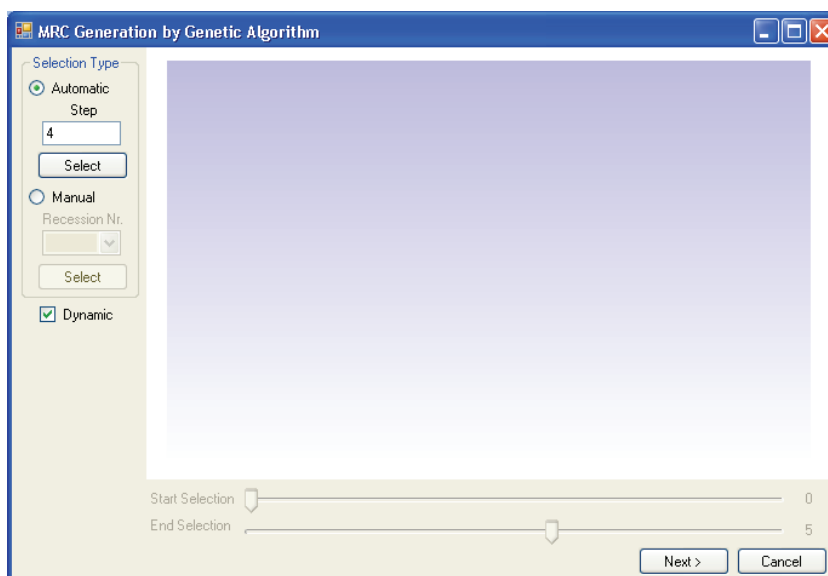 MRC Generation by Genetic Algorithm
Selection Type
Automatic
Step
4
Select
Manual
Recession Nr.
Select
Dynamic
Start Selection 0
End Selection 5
Next > Cancel